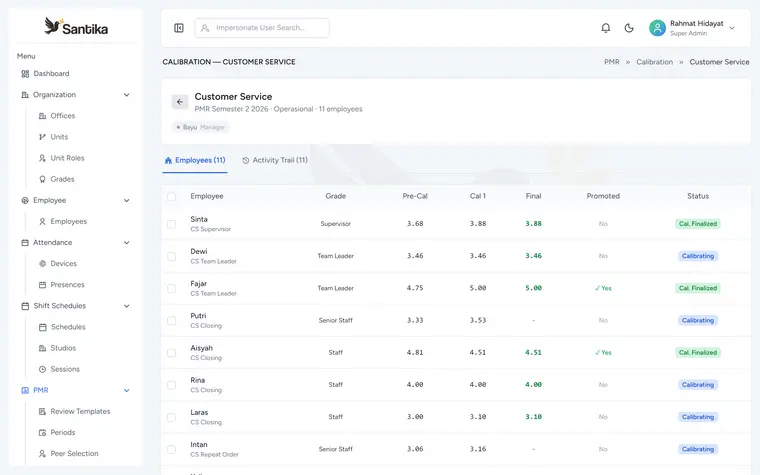 Santika
Menu
Dashboard
Organization
Offices
Units
Unit Roles
Grades
Employee
Employees
Attendance
Devices
Presences
Shift Schedules
Schedules
Studios
Sessions
PMR
Review Templates
Periods
Peer Selection
Impersonate User Search...
Rahmat Hidayat
Super Admin
CALIBRATION — CUSTOMER SERVICE
PMR » Calibration » Customer Service
Customer Service
PMR Semester 2 2026 · Operasional · 11 employees
Bayu Manager
Employees (11) Activity Trail (11)
Employee Grade Pre-Cal Cal 1 Final Promoted Status
Sinta
CS Supervisor
Supervisor 3.68 3.88 3.88 No Cal. Finalized
Dewi
CS Team Leader
Team Leader 3.46 3.46 3.46 No Calibrating
Fajar
CS Team Leader
Team Leader 4.75 5.00 5.00 ✓ Yes Cal. Finalized
Putri
CS Closing
Senior Staff 3.33 3.53 - No Calibrating
Aisyah
CS Closing
Staff 4.81 4.51 4.51 ✓ Yes Cal. Finalized
Rina
CS Closing
Staff 4.00 4.00 4.00 No Calibrating
Laras
CS Closing
Staff 3.00 3.10 3.10 No Calibrating
Intan
CS Repeat Order
Senior Staff 3.06 3.16 - No Calibrating